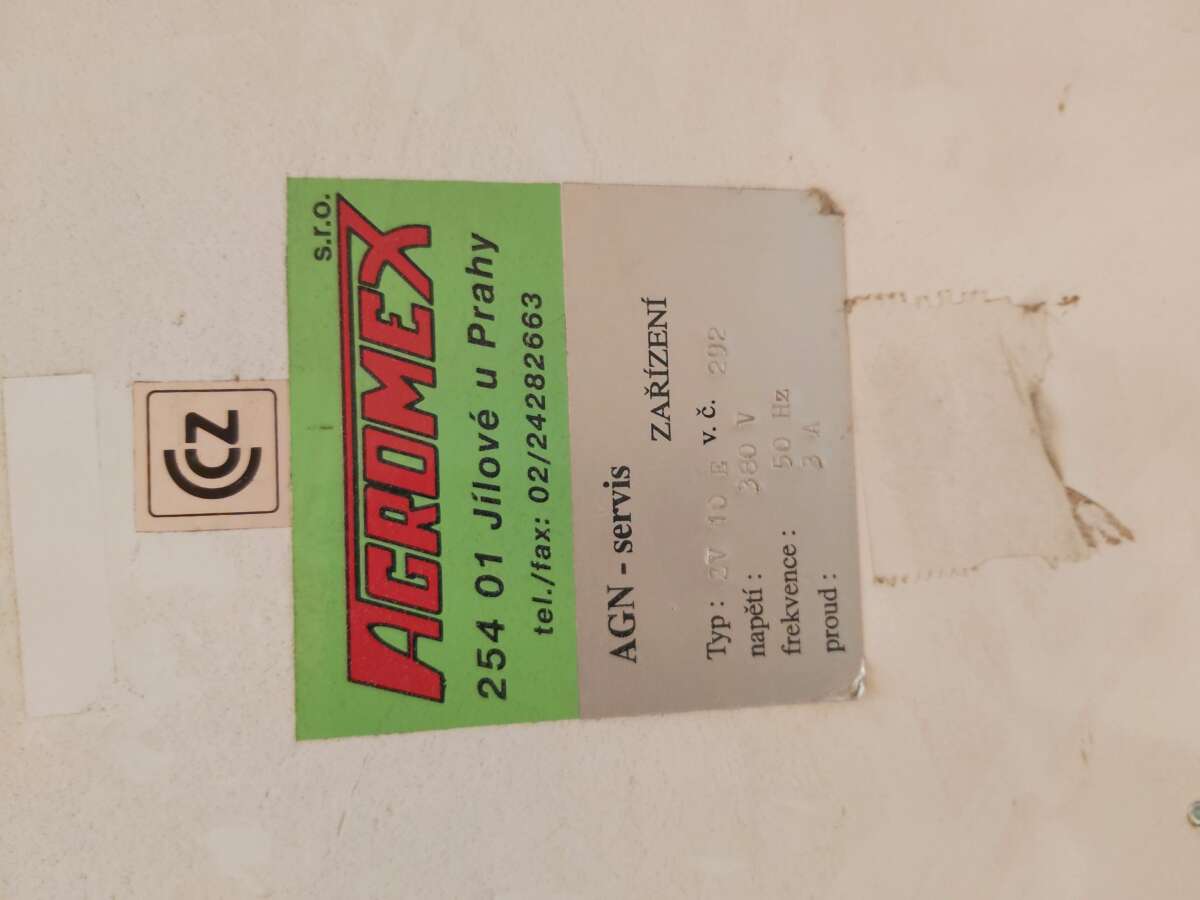 CZ
s.r.o.
AGROMEX
254 01 Jílové u Prahy
tel./fax: 02/24282663
AGN - servis
ZAŘÍZENÍ
Typ : 2V 10 E v. č. 292
napětí : 380 V
frekvence : 50 Hz
proud : 3 A